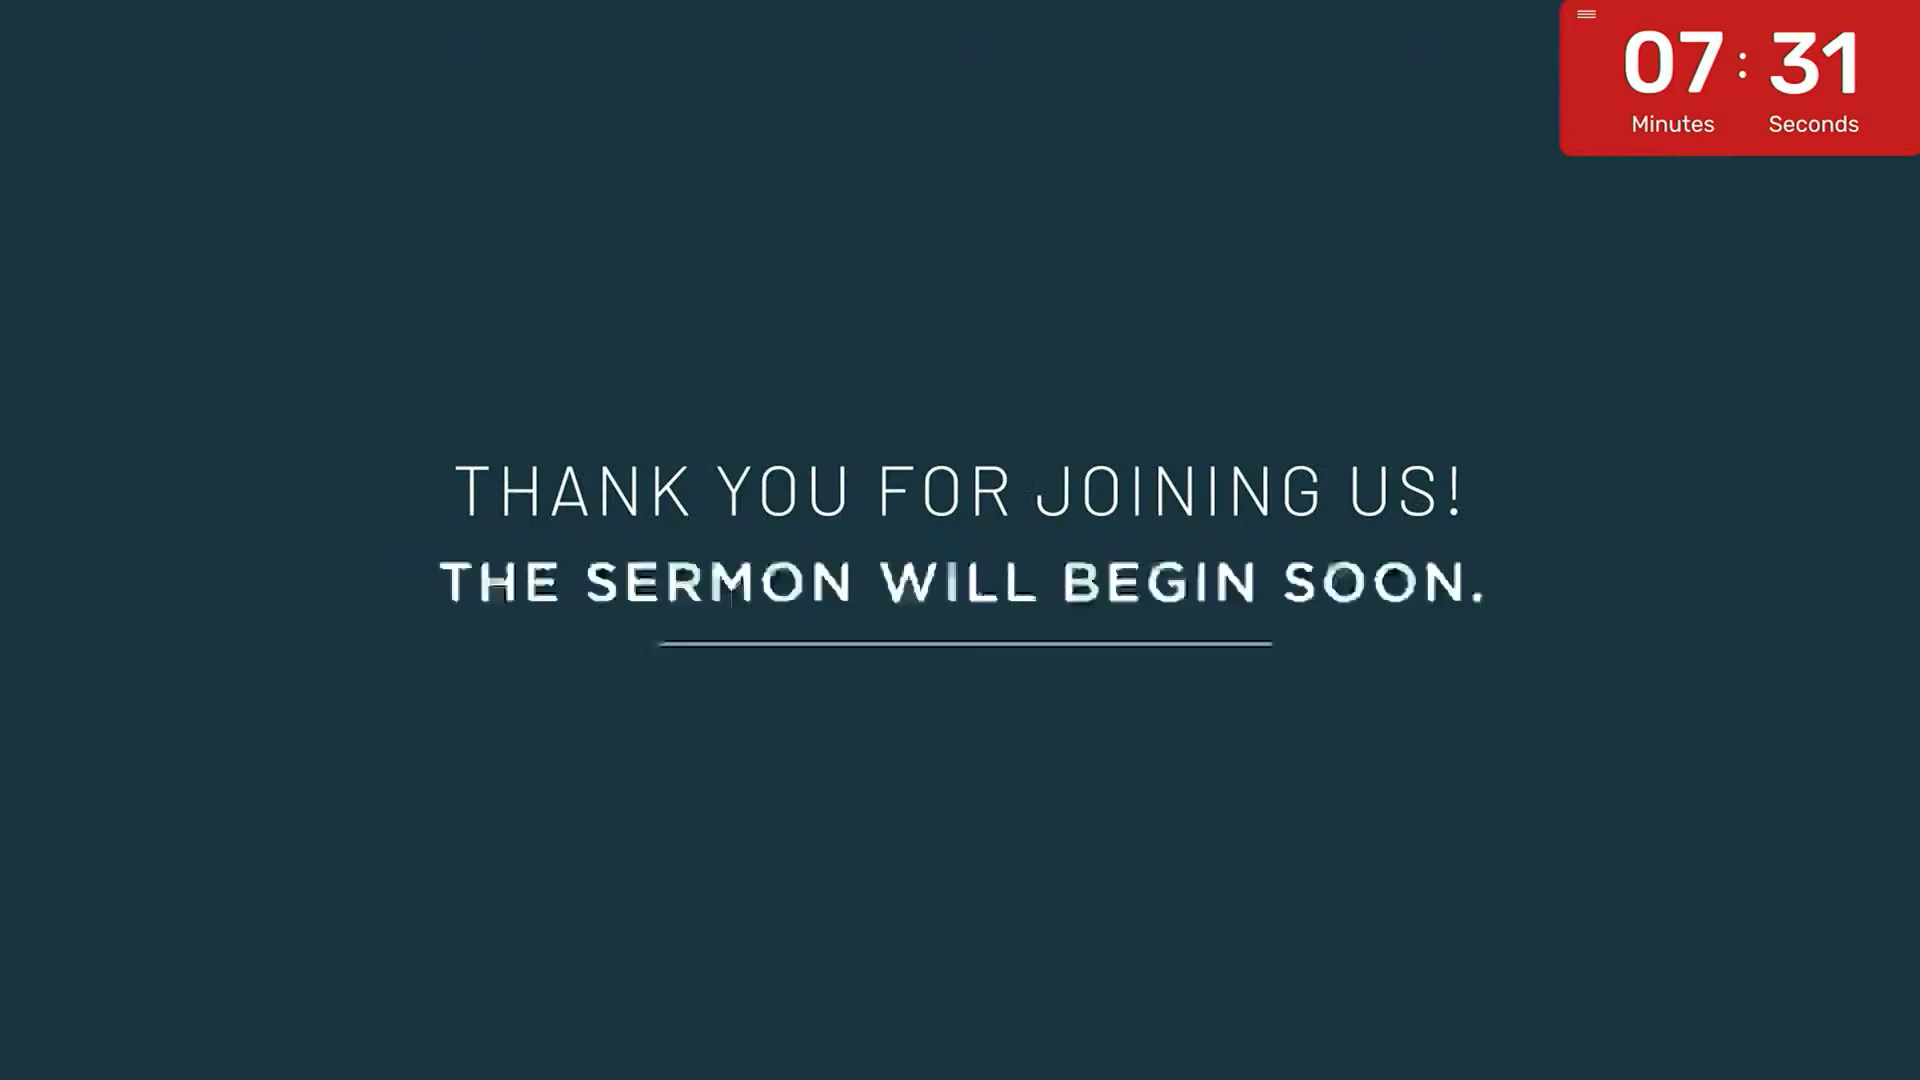 07 : 31
Minutes Seconds
THANK YOU FOR JOINING US!
THE SERMON WILL BEGIN SOON.